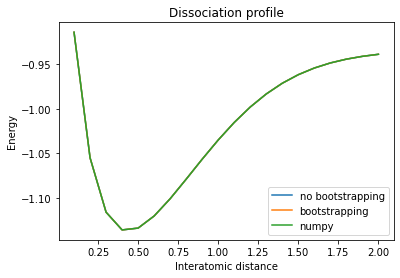 Dissociation profile
Energy
−0.95
−1.00
−1.05
−1.10
no bootstrapping
bootstrapping
numpy
0.25 0.50 0.75 1.00 1.25 1.50 1.75 2.00
Interatomic distance